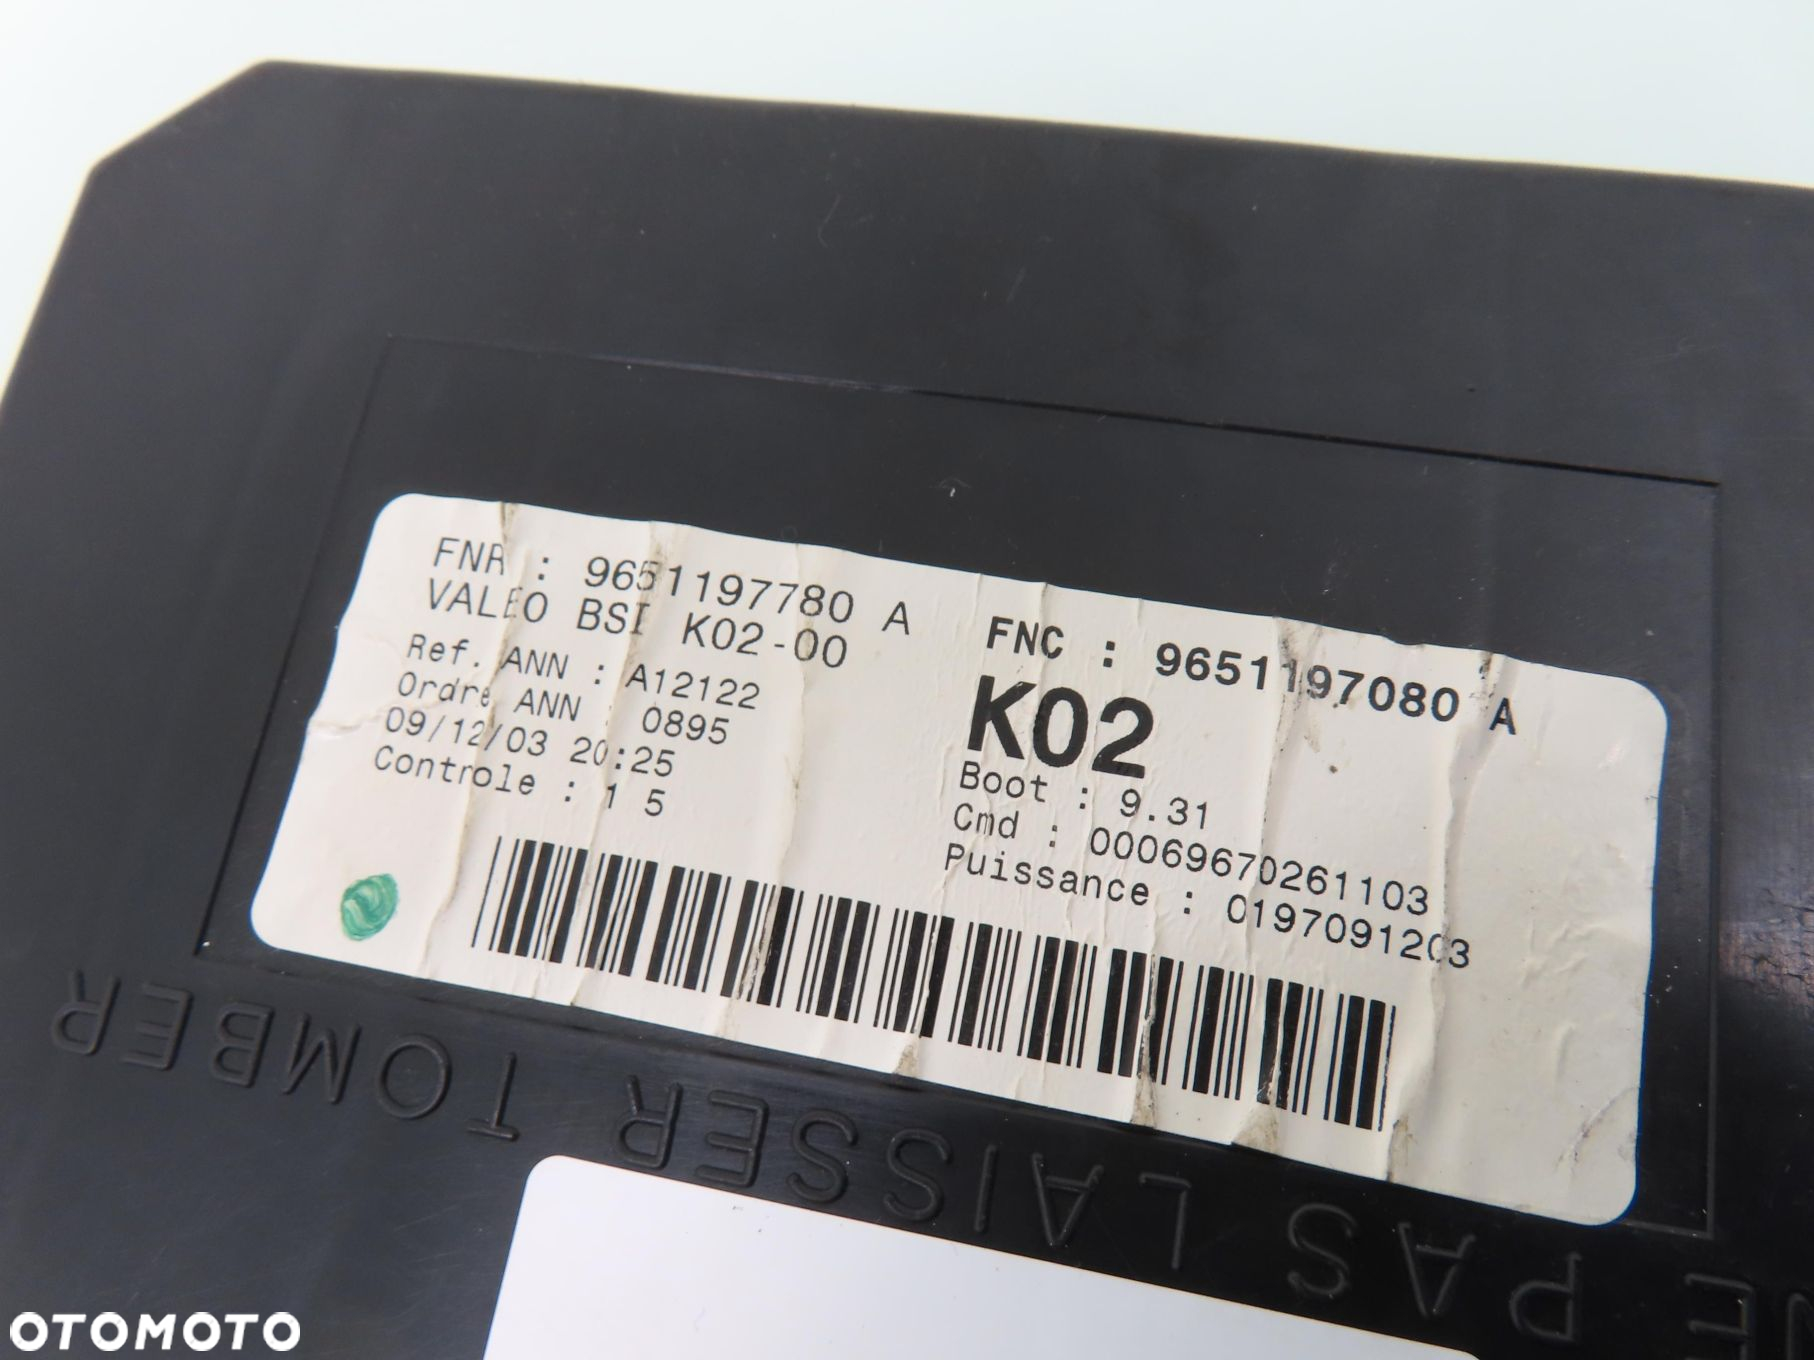 FNR : 9651197780 A
VALEO BSI K02-00
Ref. ANN : A12122
Ordre ANN : 0895
09/12/03 20:25
Controle : 1 5
FNC : 9651197080 A
K02
Boot : 9.31
Cmd : 00069670261103
Puissance : 0197091203
NE PAS LAISSER TOMBER
OTOMOTO